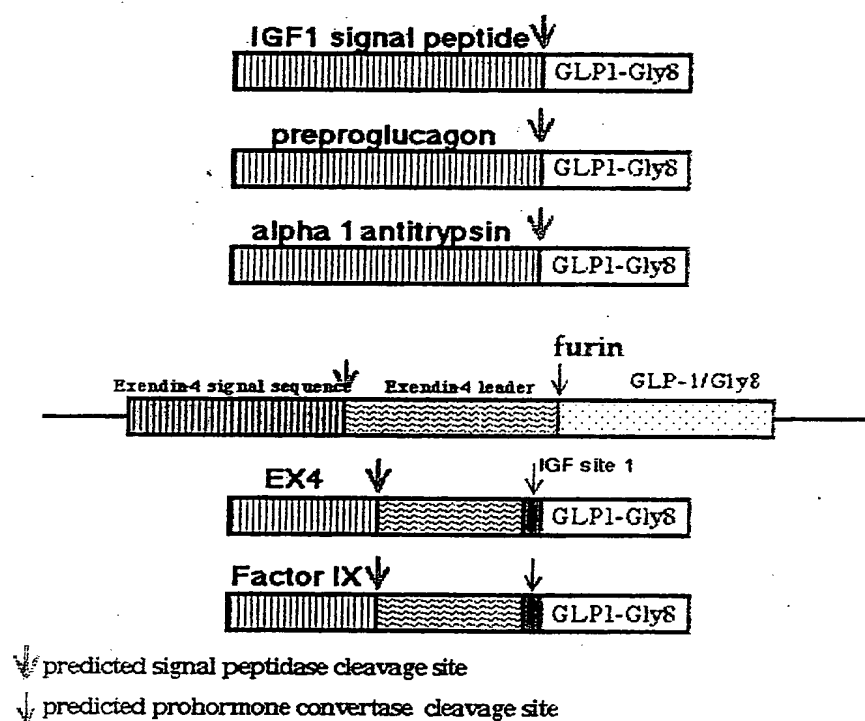 IGF1 signal peptide
GLP1-Gly8
preproglucagon
GLP1-Gly8
alpha 1 antitrypsin
GLP1-Gly8
furin
Exendin-4 signal sequence Exendin-4 leader GLP-1/Gly8
EX4 IGF site 1
GLP1-Gly8
Factor IX
GLP1-Gly8
predicted signal peptidase cleavage site
predicted prohormone convertase cleavage site